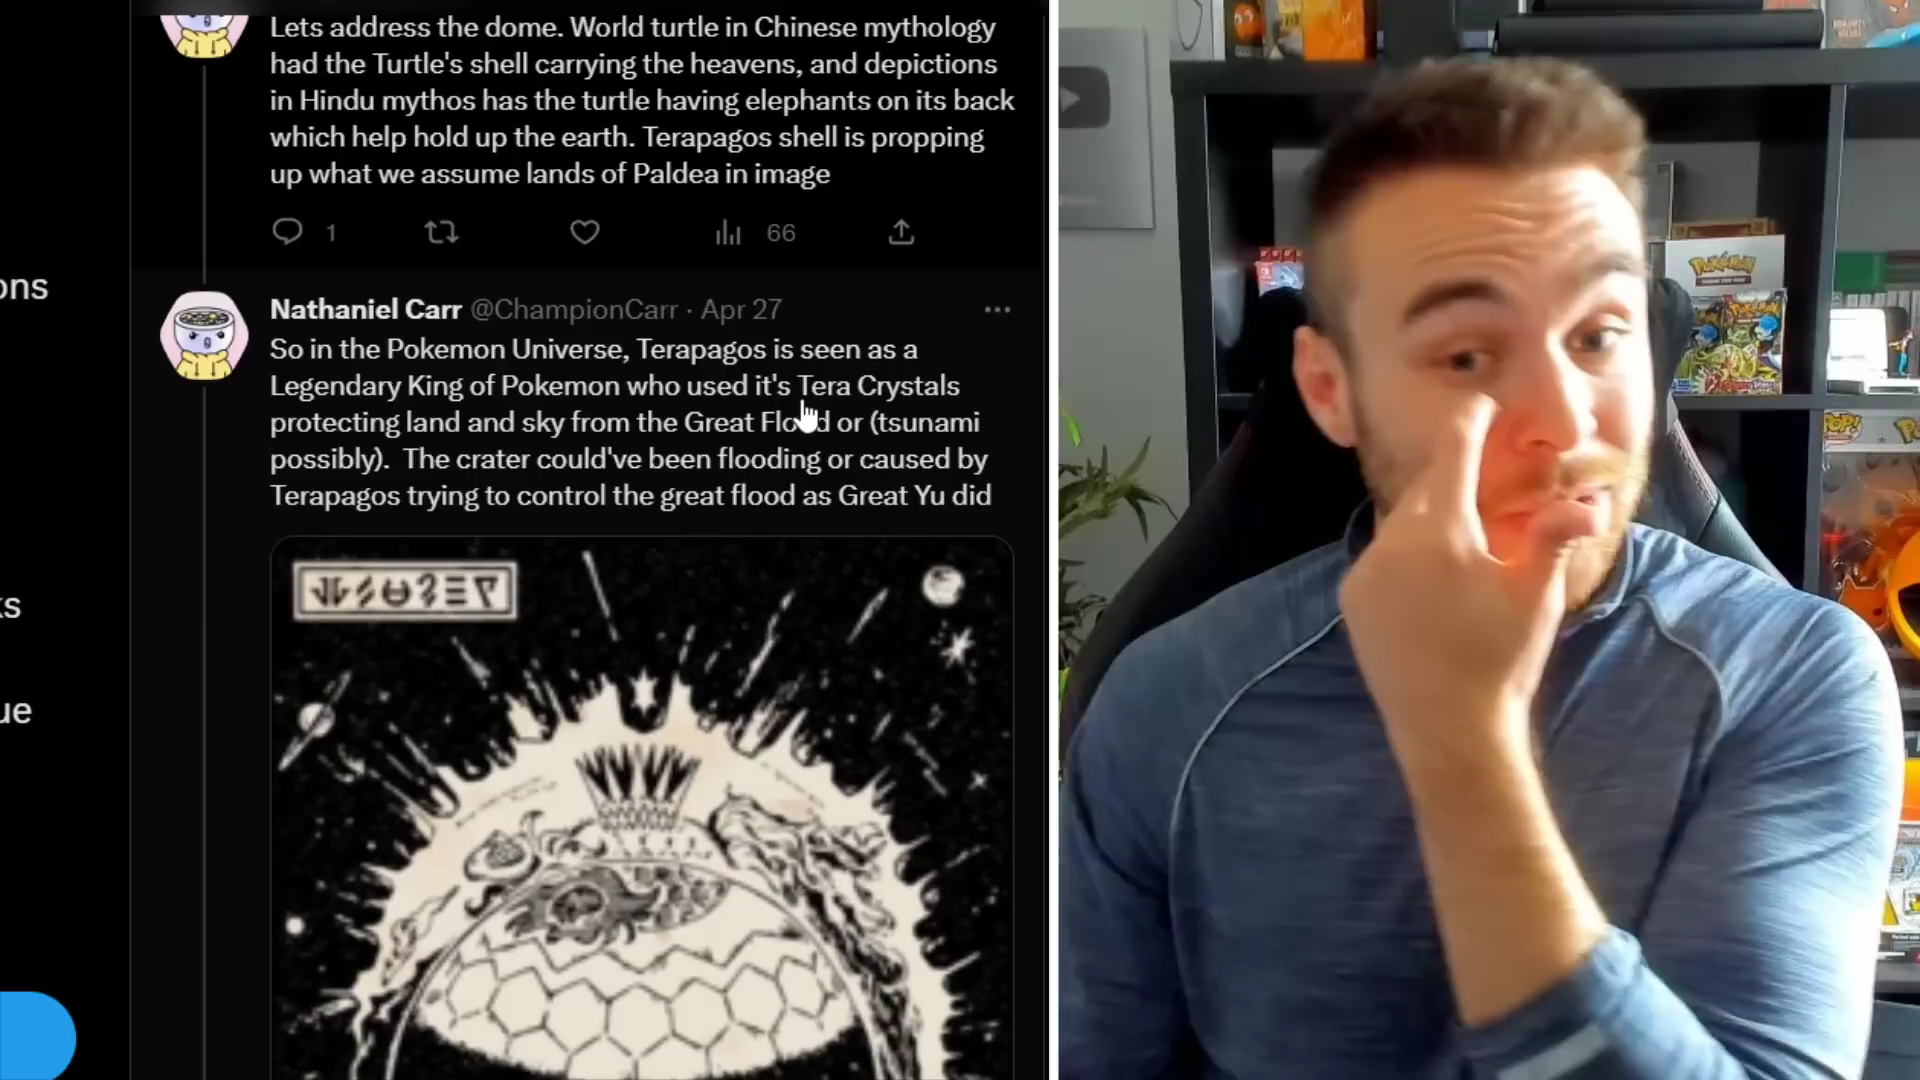 Lets address the dome. World turtle in Chinese mythology
had the Turtle's shell carrying the heavens, and depictions
in Hindu mythos has the turtle having elephants on its back
which help hold up the earth. Terapagos shell is propping
up what we assume lands of Paldea in image
1
66
ons
Nathaniel Carr @ChampionCarr · Apr 27
So in the Pokemon Universe, Terapagos is seen as a
Legendary King of Pokemon who used it's Tera Crystals
protecting land and sky from the Great Flood or (tsunami
possibly). The crater could've been flooding or caused by
Terapagos trying to control the great flood as Great Yu did
ks
ue
POKéMON
POP!